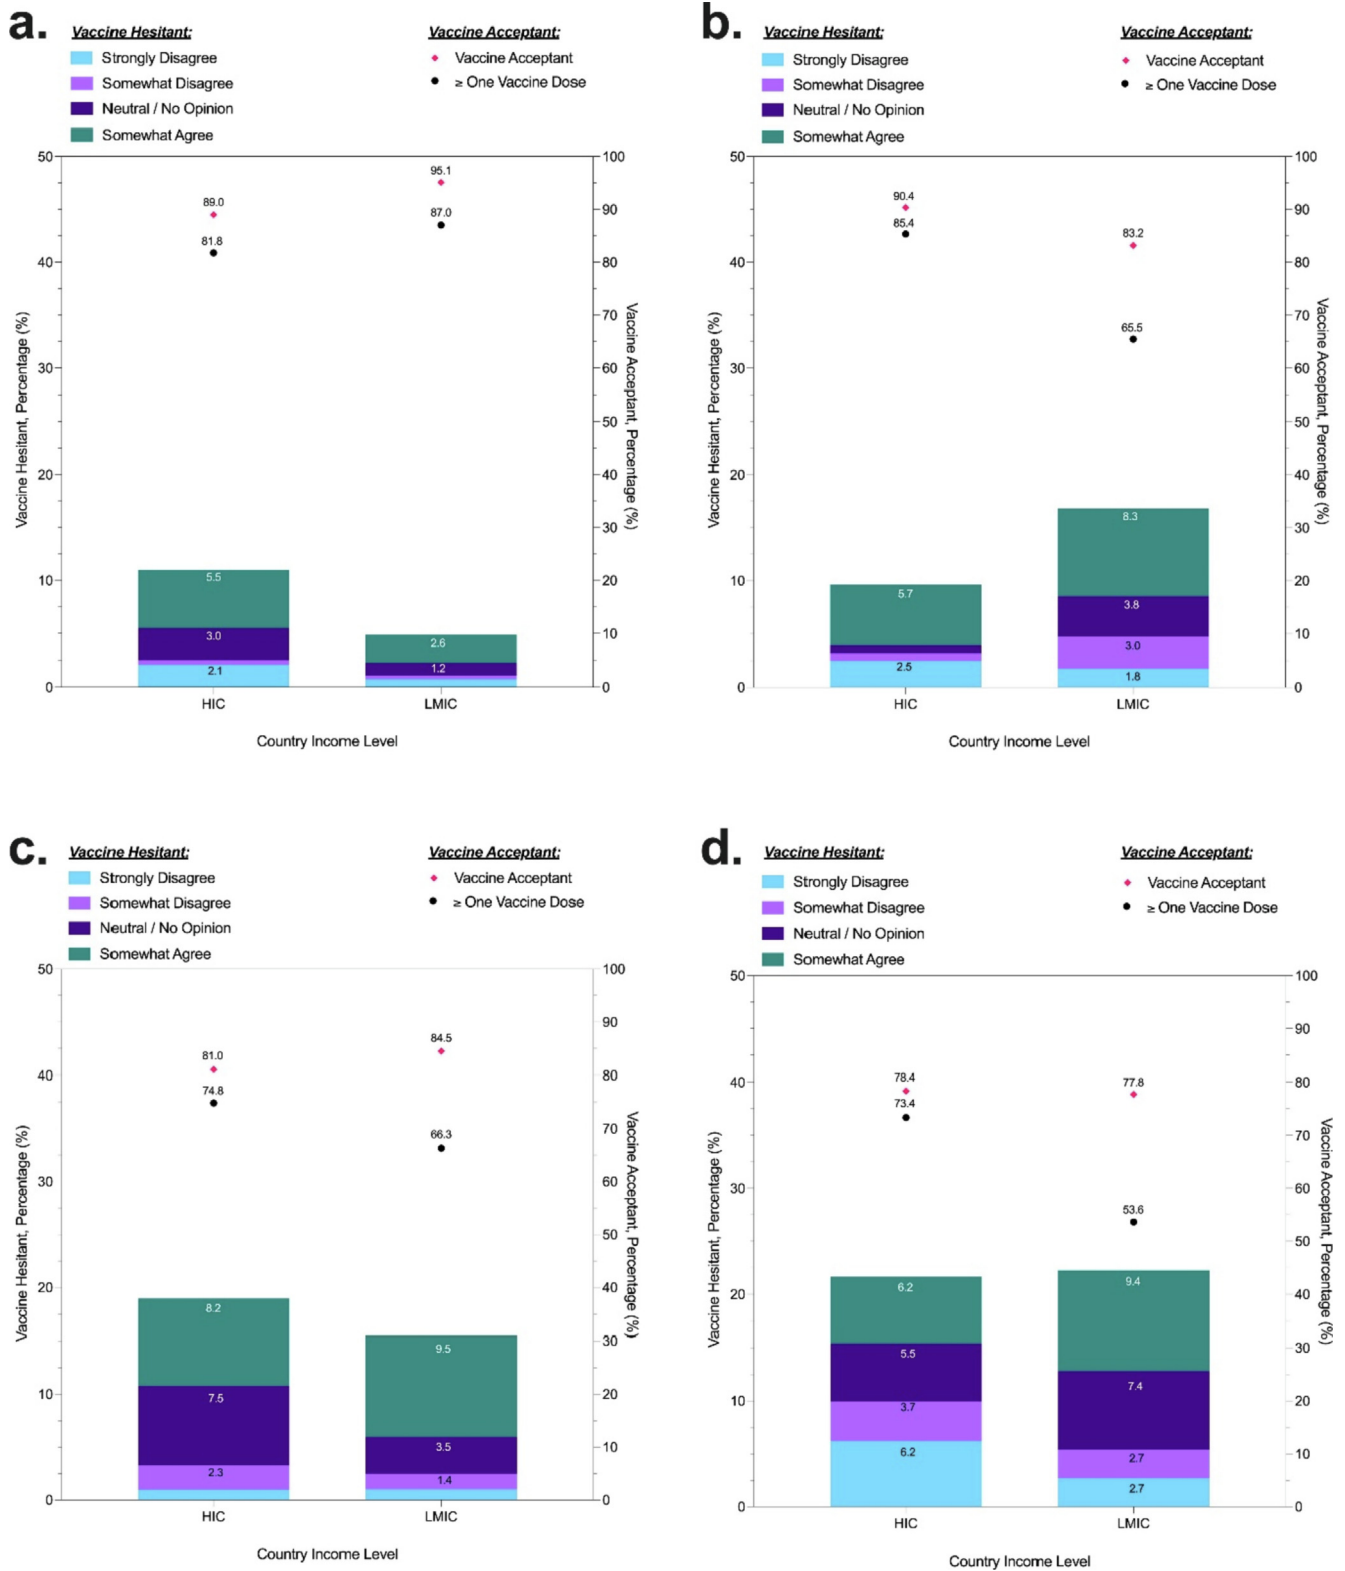 a.
Vaccine Hesitant:
Strongly Disagree
Somewhat Disagree
Neutral / No Opinion
Somewhat Agree
Vaccine Acceptant:
Vaccine Acceptant
≥ One Vaccine Dose
Vaccine Hesitant, Percentage (%)
50
40
30
20
10
0
89.0
81.8
5.5
3.0
2.1
95.1
87.0
2.6
1.2
100
90
80
70
60
50
40
30
20
10
0
Vaccine Acceptant, Percentage (%)
HIC
LMIC
Country Income Level
b.
Vaccine Hesitant:
Strongly Disagree
Somewhat Disagree
Neutral / No Opinion
Somewhat Agree
Vaccine Acceptant:
Vaccine Acceptant
≥ One Vaccine Dose
Vaccine Hesitant, Percentage (%)
50
40
30
20
10
0
90.4
85.4
5.7
2.5
83.2
65.5
8.3
3.8
3.0
1.8
100
90
80
70
60
50
40
30
20
10
0
Vaccine Acceptant, Percentage (%)
HIC
LMIC
Country Income Level
c.
Vaccine Hesitant:
Strongly Disagree
Somewhat Disagree
Neutral / No Opinion
Somewhat Agree
Vaccine Acceptant:
Vaccine Acceptant
≥ One Vaccine Dose
Vaccine Hesitant, Percentage (%)
50
40
30
20
10
0
81.0
74.8
8.2
7.5
2.3
84.5
66.3
9.5
3.5
1.4
100
90
80
70
60
50
40
30
20
10
0
Vaccine Acceptant, Percentage (%)
HIC
LMIC
Country Income Level
d.
Vaccine Hesitant:
Strongly Disagree
Somewhat Disagree
Neutral / No Opinion
Somewhat Agree
Vaccine Acceptant:
Vaccine Acceptant
≥ One Vaccine Dose
Vaccine Hesitant, Percentage (%)
50
40
30
20
10
0
78.4
73.4
6.2
5.5
3.7
6.2
77.8
53.6
9.4
7.4
2.7
2.7
100
90
80
70
60
50
40
30
20
10
0
Vaccine Acceptant, Percentage (%)
HIC
LMIC
Country Income Level